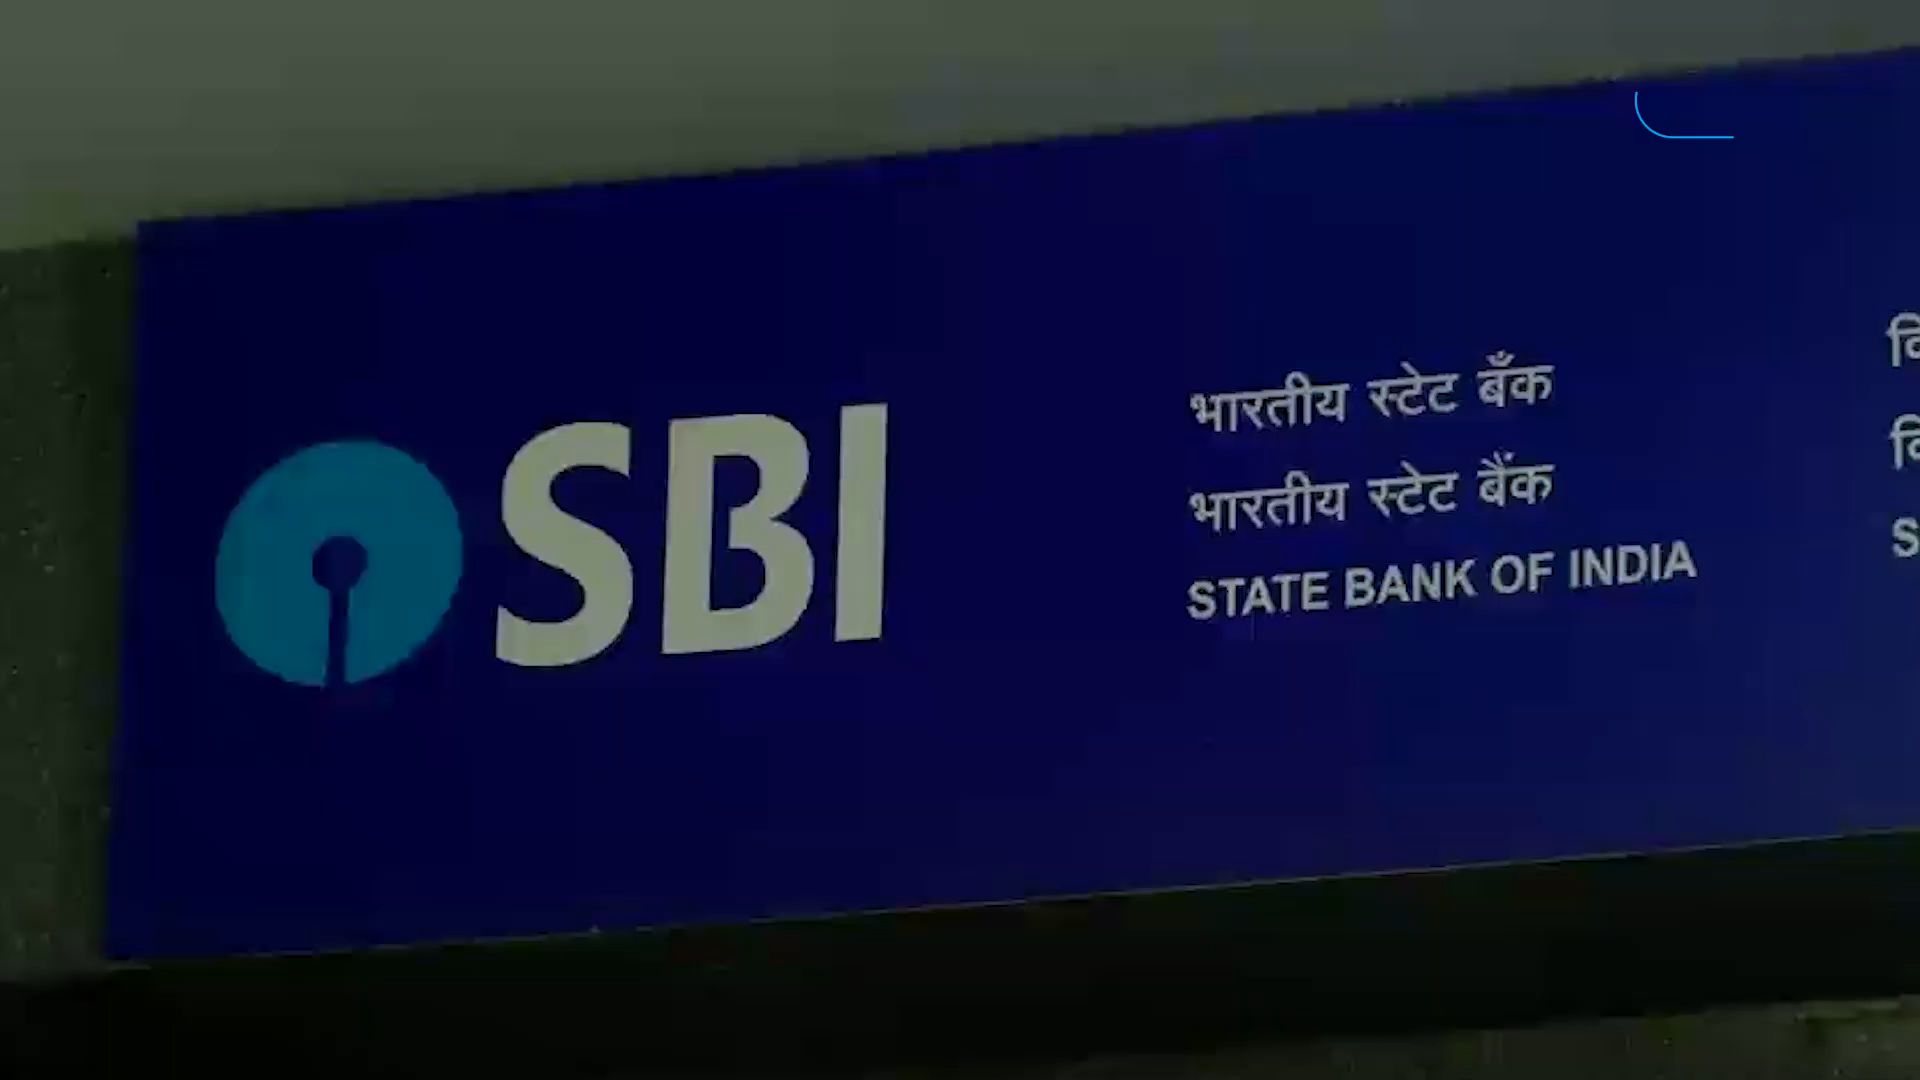 SBI
भारतीय स्टेट बँक
भारतीय स्टेट बैंक
STATE BANK OF INDIA